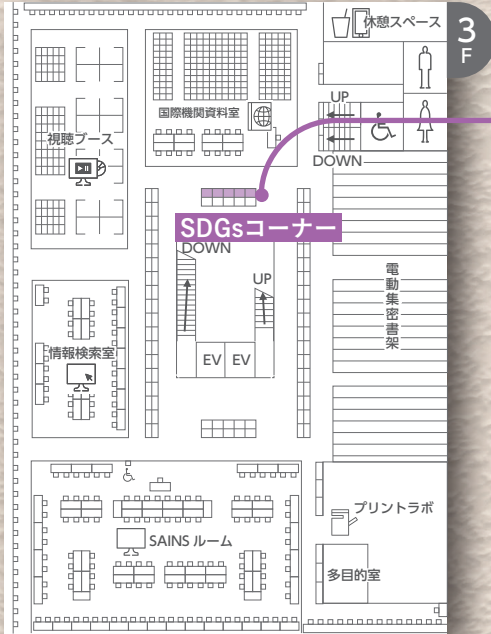 休憩スペース
3
F
国際機関資料室
UP
視聴ブース
DOWN
SDGsコーナー
DOWN
UP
電動集密書架
情報検索室
EV
EV
プリントラボ
SAINS ルーム
多目的室